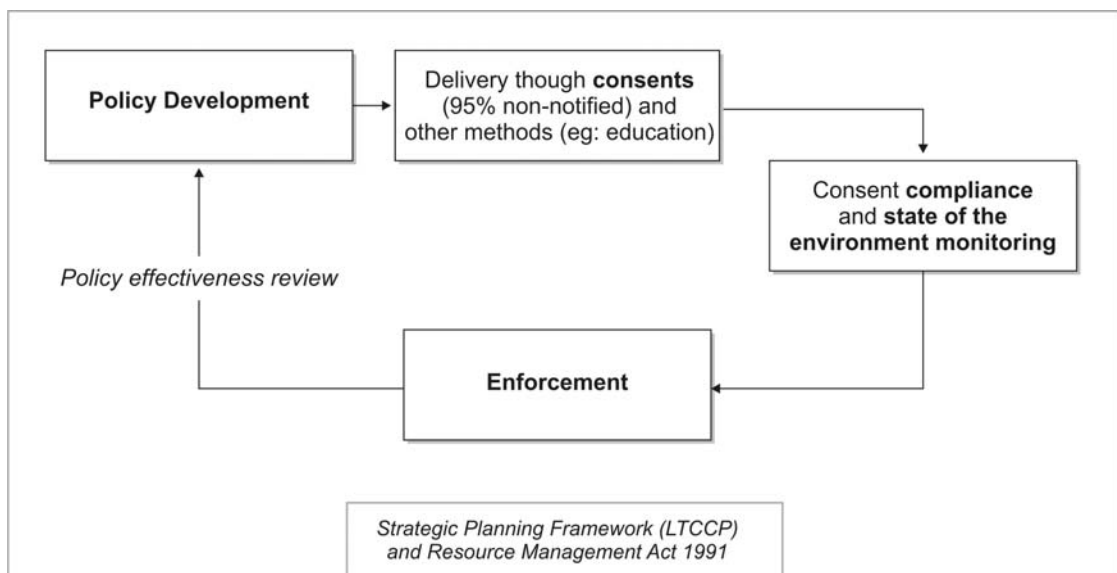 Policy Development
Delivery though consents
(95% non-notified) and
other methods (eg: education)
Consent compliance
and state of the
environment monitoring
Policy effectiveness review
Enforcement
Strategic Planning Framework (LTCCP)
and Resource Management Act 1991